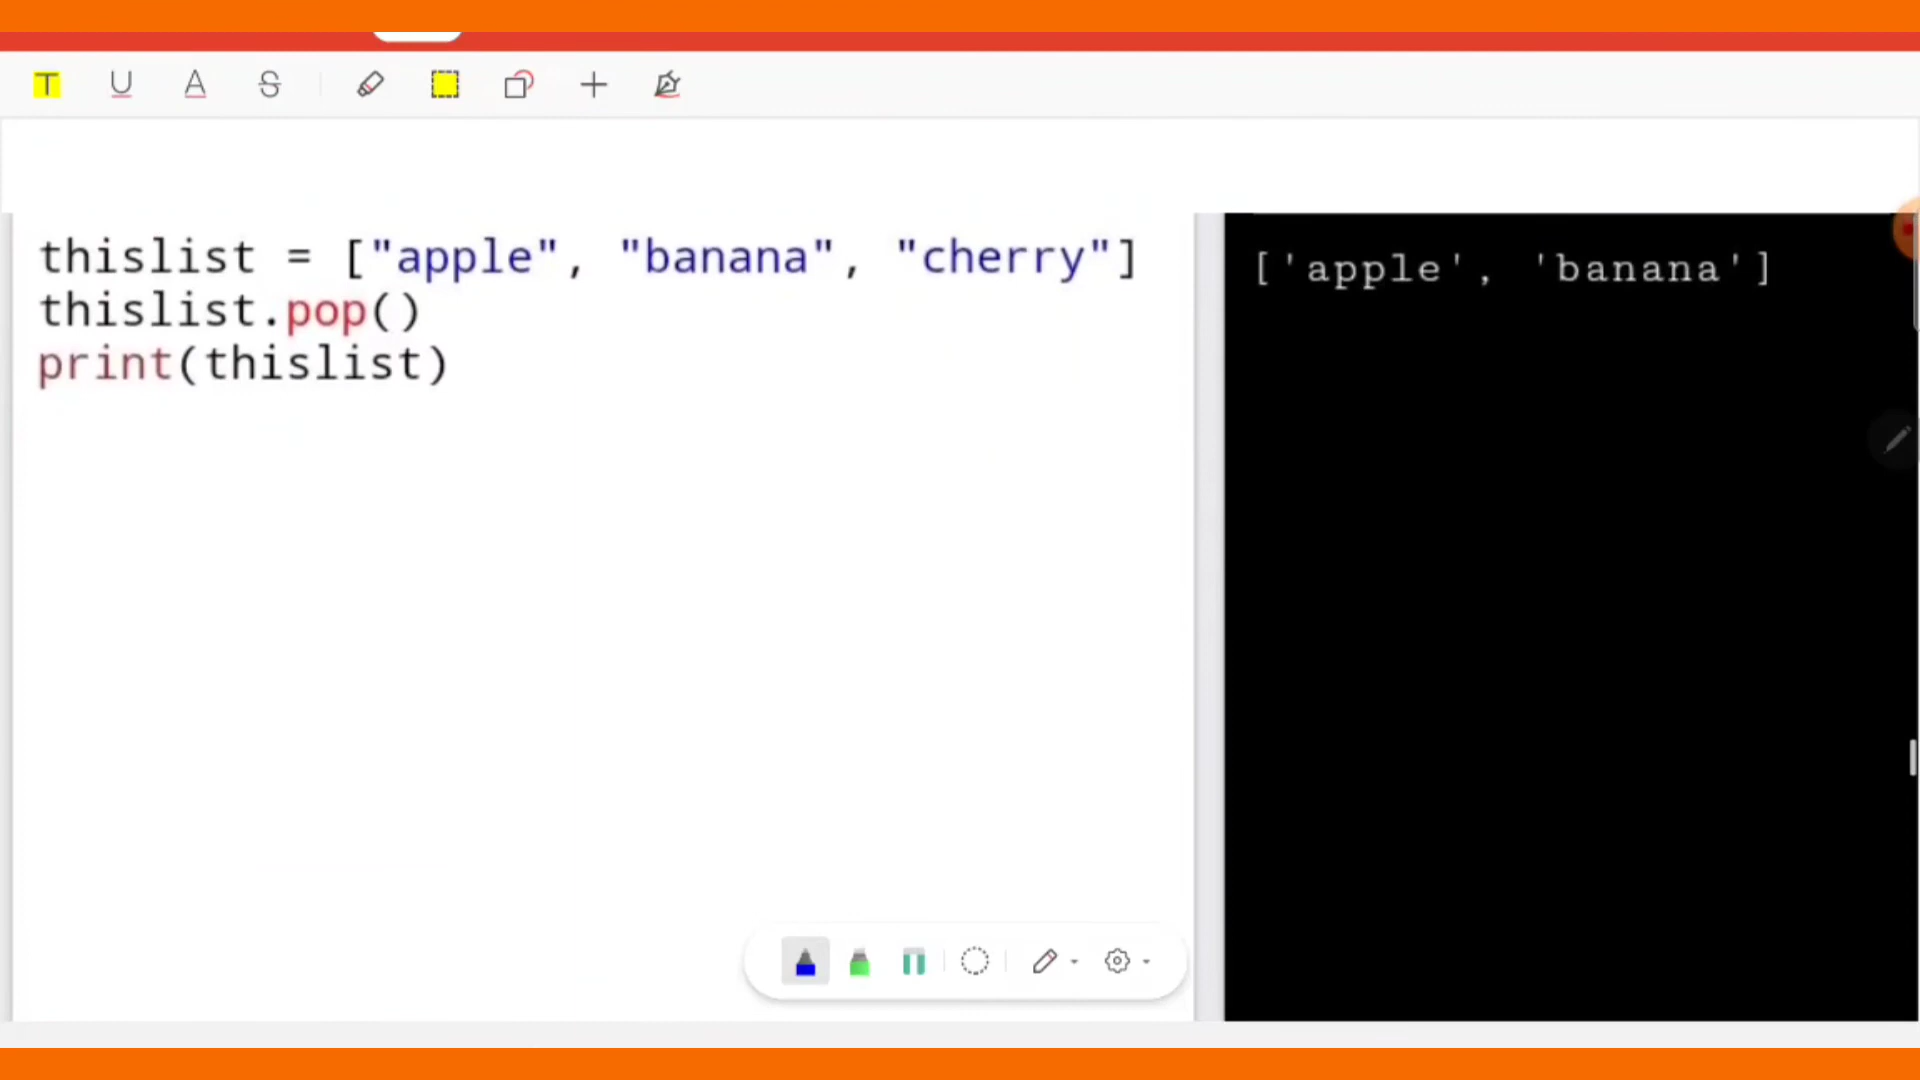 thislist = ["apple", "banana", "cherry"]
thislist.pop()
print(thislist)
['apple', 'banana']